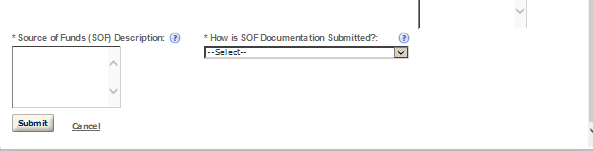 * Source of Funds (SOF) Description: ?
* How is SOF Documentation Submitted?: ?
--Select--
Submit
Cancel